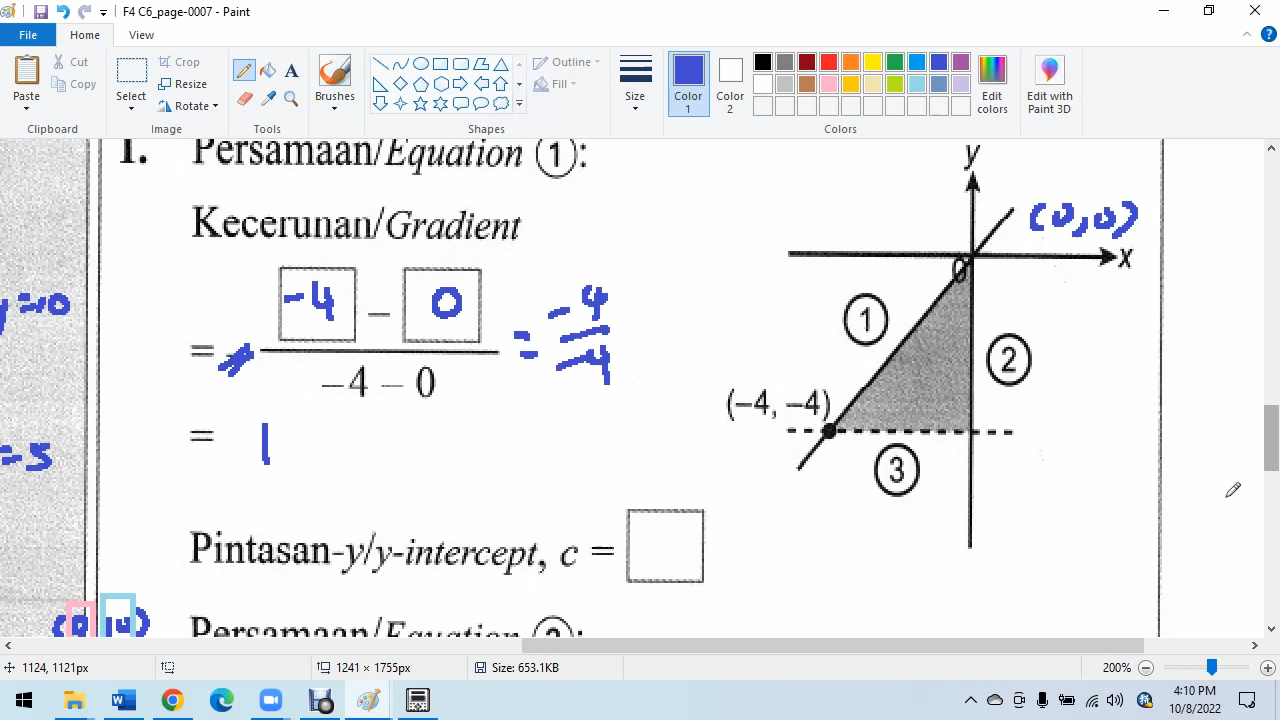 F4 C6_page-0007 - Paint
File Home View
Paste Cut Copy Clipboard
Select Crop Resize Rotate Image
Tools
Brushes
Outline Fill Shapes
Size
Color 1 Color 2 Edit colors Edit with Paint 3D
Colors
1. Persamaan/Equation ①:
Kecerunan/Gradient
= -4 - 0 = -4
-4 - 0 -4
= 1
Pintasan-y/y-intercept, c =
Persamaan/Equation ②:
y
(0,0)
0 x
①
②
(-4, -4)
③
y=0
=-5
1124, 1121px 1241 × 1755px Size: 653.1KB 200%
4:10 PM
10/8/2022